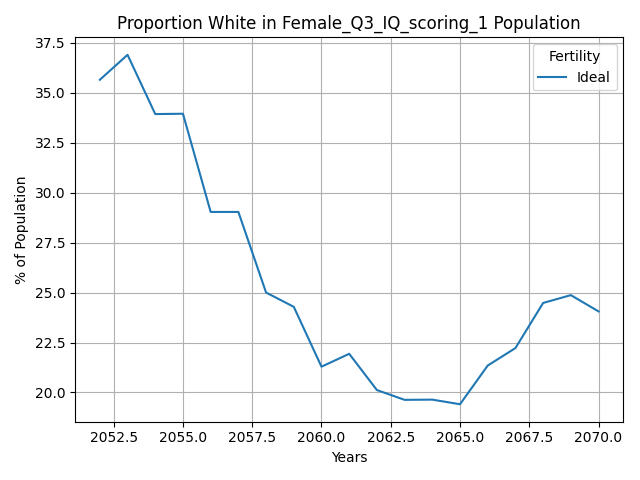 Proportion White in Female_Q3_IQ_scoring_1 Population
37.5
35.0
32.5
30.0
27.5
25.0
22.5
20.0
% of Population
Fertility
Ideal
2052.5 2055.0 2057.5 2060.0 2062.5 2065.0 2067.5 2070.0
Years